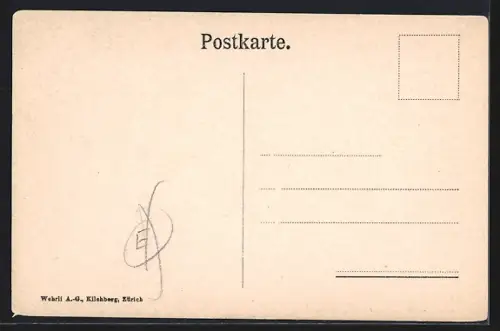 Postkarte.
Wehrli A.-G., Kilchberg, Zürich